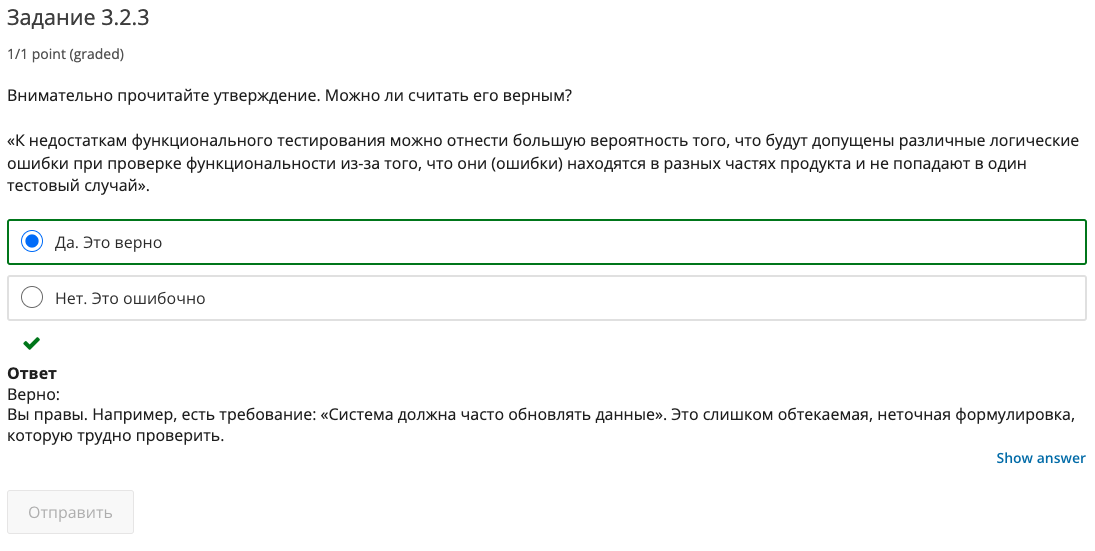 Задание 3.2.3
1/1 point (graded)
Внимательно прочитайте утверждение. Можно ли считать его верным?
«К недостаткам функционального тестирования можно отнести большую вероятность того, что будут допущены различные логические
ошибки при проверке функциональности из-за того, что они (ошибки) находятся в разных частях продукта и не попадают в один
тестовый случай».
Да. Это верно
Нет. Это ошибочно
Ответ
Верно:
Вы правы. Например, есть требование: «Система должна часто обновлять данные». Это слишком обтекаемая, неточная формулировка,
которую трудно проверить.
Show answer
Отправить